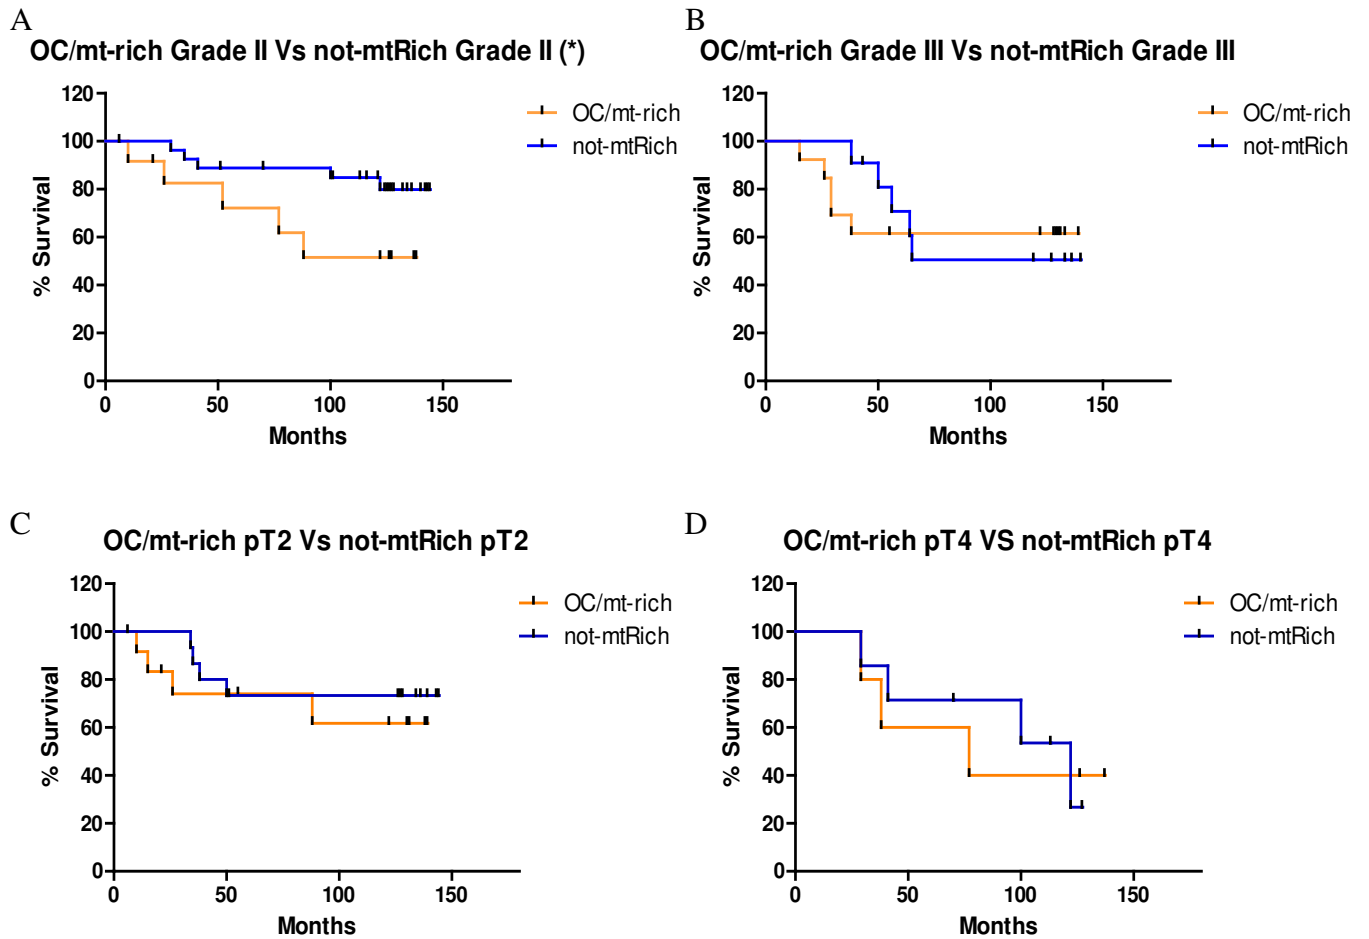 A
OC/mt-rich Grade II Vs not-mtRich Grade II (*)
120
100
80
60
40
20
0
% Survival
0 50 100 150
Months
OC/mt-rich
not-mtRich
B
OC/mt-rich Grade III Vs not-mtRich Grade III
120
100
80
60
40
20
0
% Survival
0 50 100 150
Months
OC/mt-rich
not-mtRich
C
OC/mt-rich pT2 Vs not-mtRich pT2
120
100
80
60
40
20
0
% Survival
0 50 100 150
Months
OC/mt-rich
not-mtRich
D
OC/mt-rich pT4 VS not-mtRich pT4
120
100
80
60
40
20
0
% Survival
0 50 100 150
Months
OC/mt-rich
not-mtRich